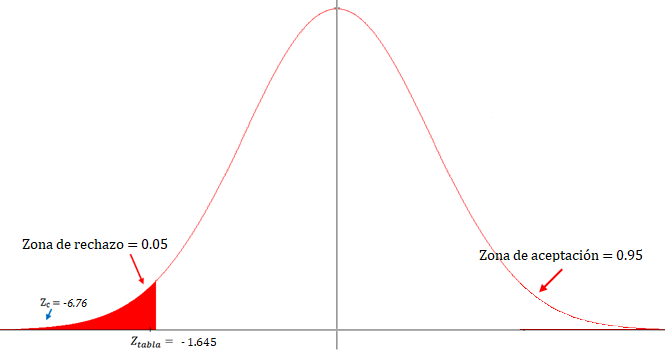 Zona de rechazo = 0.05
Zona de aceptación = 0.95
Zc = -6.76
Ztabla = - 1.645